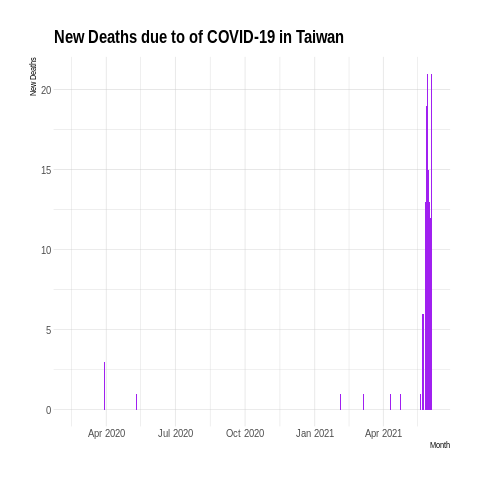 New Deaths due to of COVID-19 in Taiwan
New Deaths
20
15
10
5
0
Apr 2020 Jul 2020 Oct 2020 Jan 2021 Apr 2021
Month